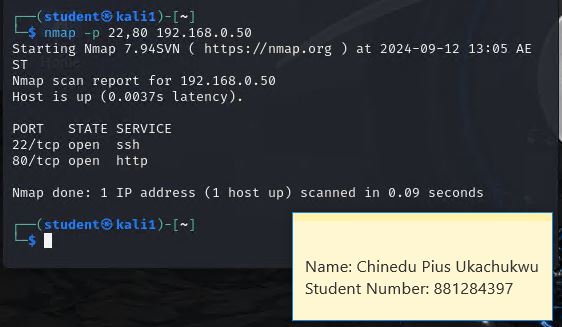 ┌──(student㉿kali1)-[~]
└─$ nmap -p 22,80 192.168.0.50
Starting Nmap 7.94SVN ( https://nmap.org ) at 2024-09-12 13:05 AE
ST
Nmap scan report for 192.168.0.50
Host is up (0.0037s latency).
PORT   STATE SERVICE
22/tcp open  ssh
80/tcp open  http
Nmap done: 1 IP address (1 host up) scanned in 0.09 seconds
┌──(student㉿kali1)-[~]
└─$
Name: Chinedu Pius Ukachukwu
Student Number: 881284397